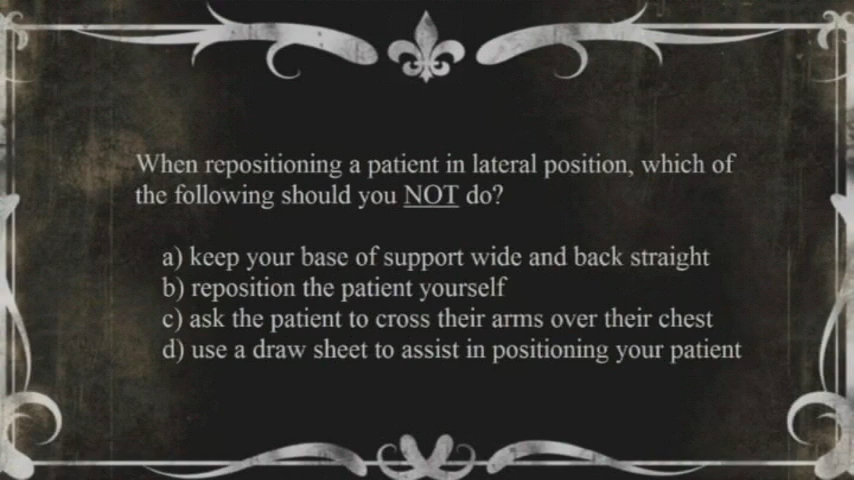 When repositioning a patient in lateral position, which of
the following should you NOT do?
a) keep your base of support wide and back straight
b) reposition the patient yourself
c) ask the patient to cross their arms over their chest
d) use a draw sheet to assist in positioning your patient